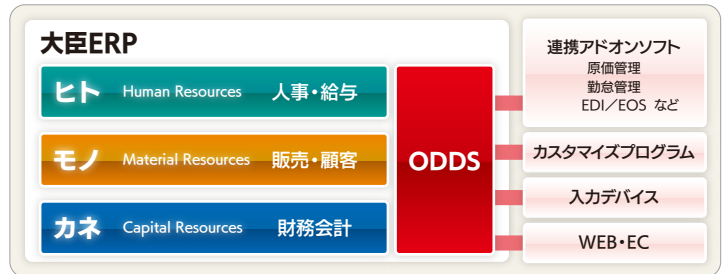 大臣ERP
ヒト Human Resources 人事・給与
モノ Material Resources 販売・顧客
カネ Capital Resources 財務会計
ODDS
連携アドオンソフト
原価管理
勤怠管理
EDI／EOS など
カスタマイズプログラム
入力デバイス
WEB・EC